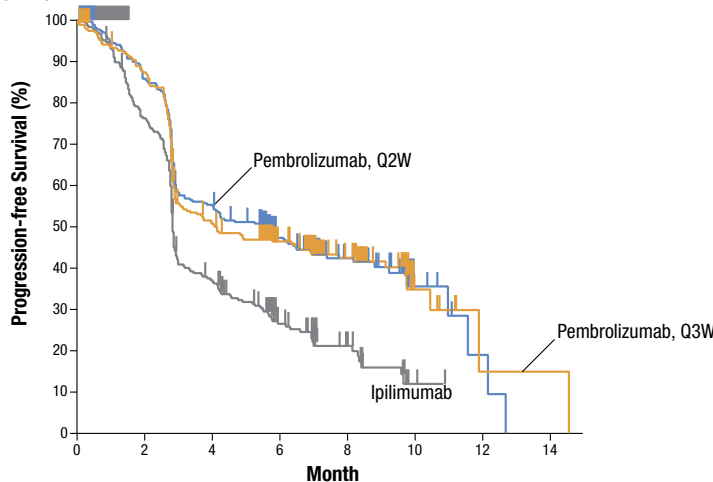 100
90
80
70
60
50
40
30
20
10
0
Progression-free Survival (%)
Pembrolizumab, Q2W
Pembrolizumab, Q3W
Ipilimumab
0 2 4 6 8 10 12 14
Month